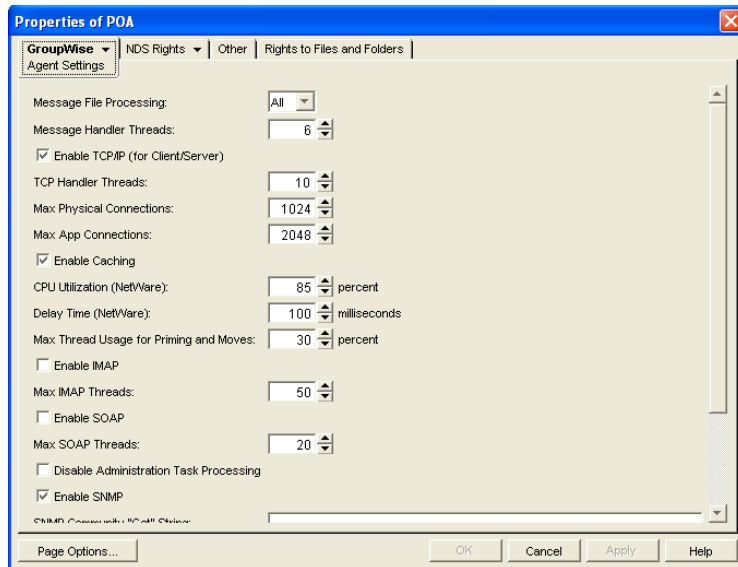 Properties of POA
GroupWise NDS Rights Other Rights to Files and Folders
Agent Settings
Message File Processing: All
Message Handler Threads: 6
Enable TCP/IP (for Client/Server)
TCP Handler Threads: 10
Max Physical Connections: 1024
Max App Connections: 2048
Enable Caching
CPU Utilization (NetWare): 85 percent
Delay Time (NetWare): 100 milliseconds
Max Thread Usage for Priming and Moves: 30 percent
Enable IMAP
Max IMAP Threads: 50
Enable SOAP
Max SOAP Threads: 20
Disable Administration Task Processing
Enable SNMP
SNMP Community "Get" String:
Page Options... OK Cancel Apply Help